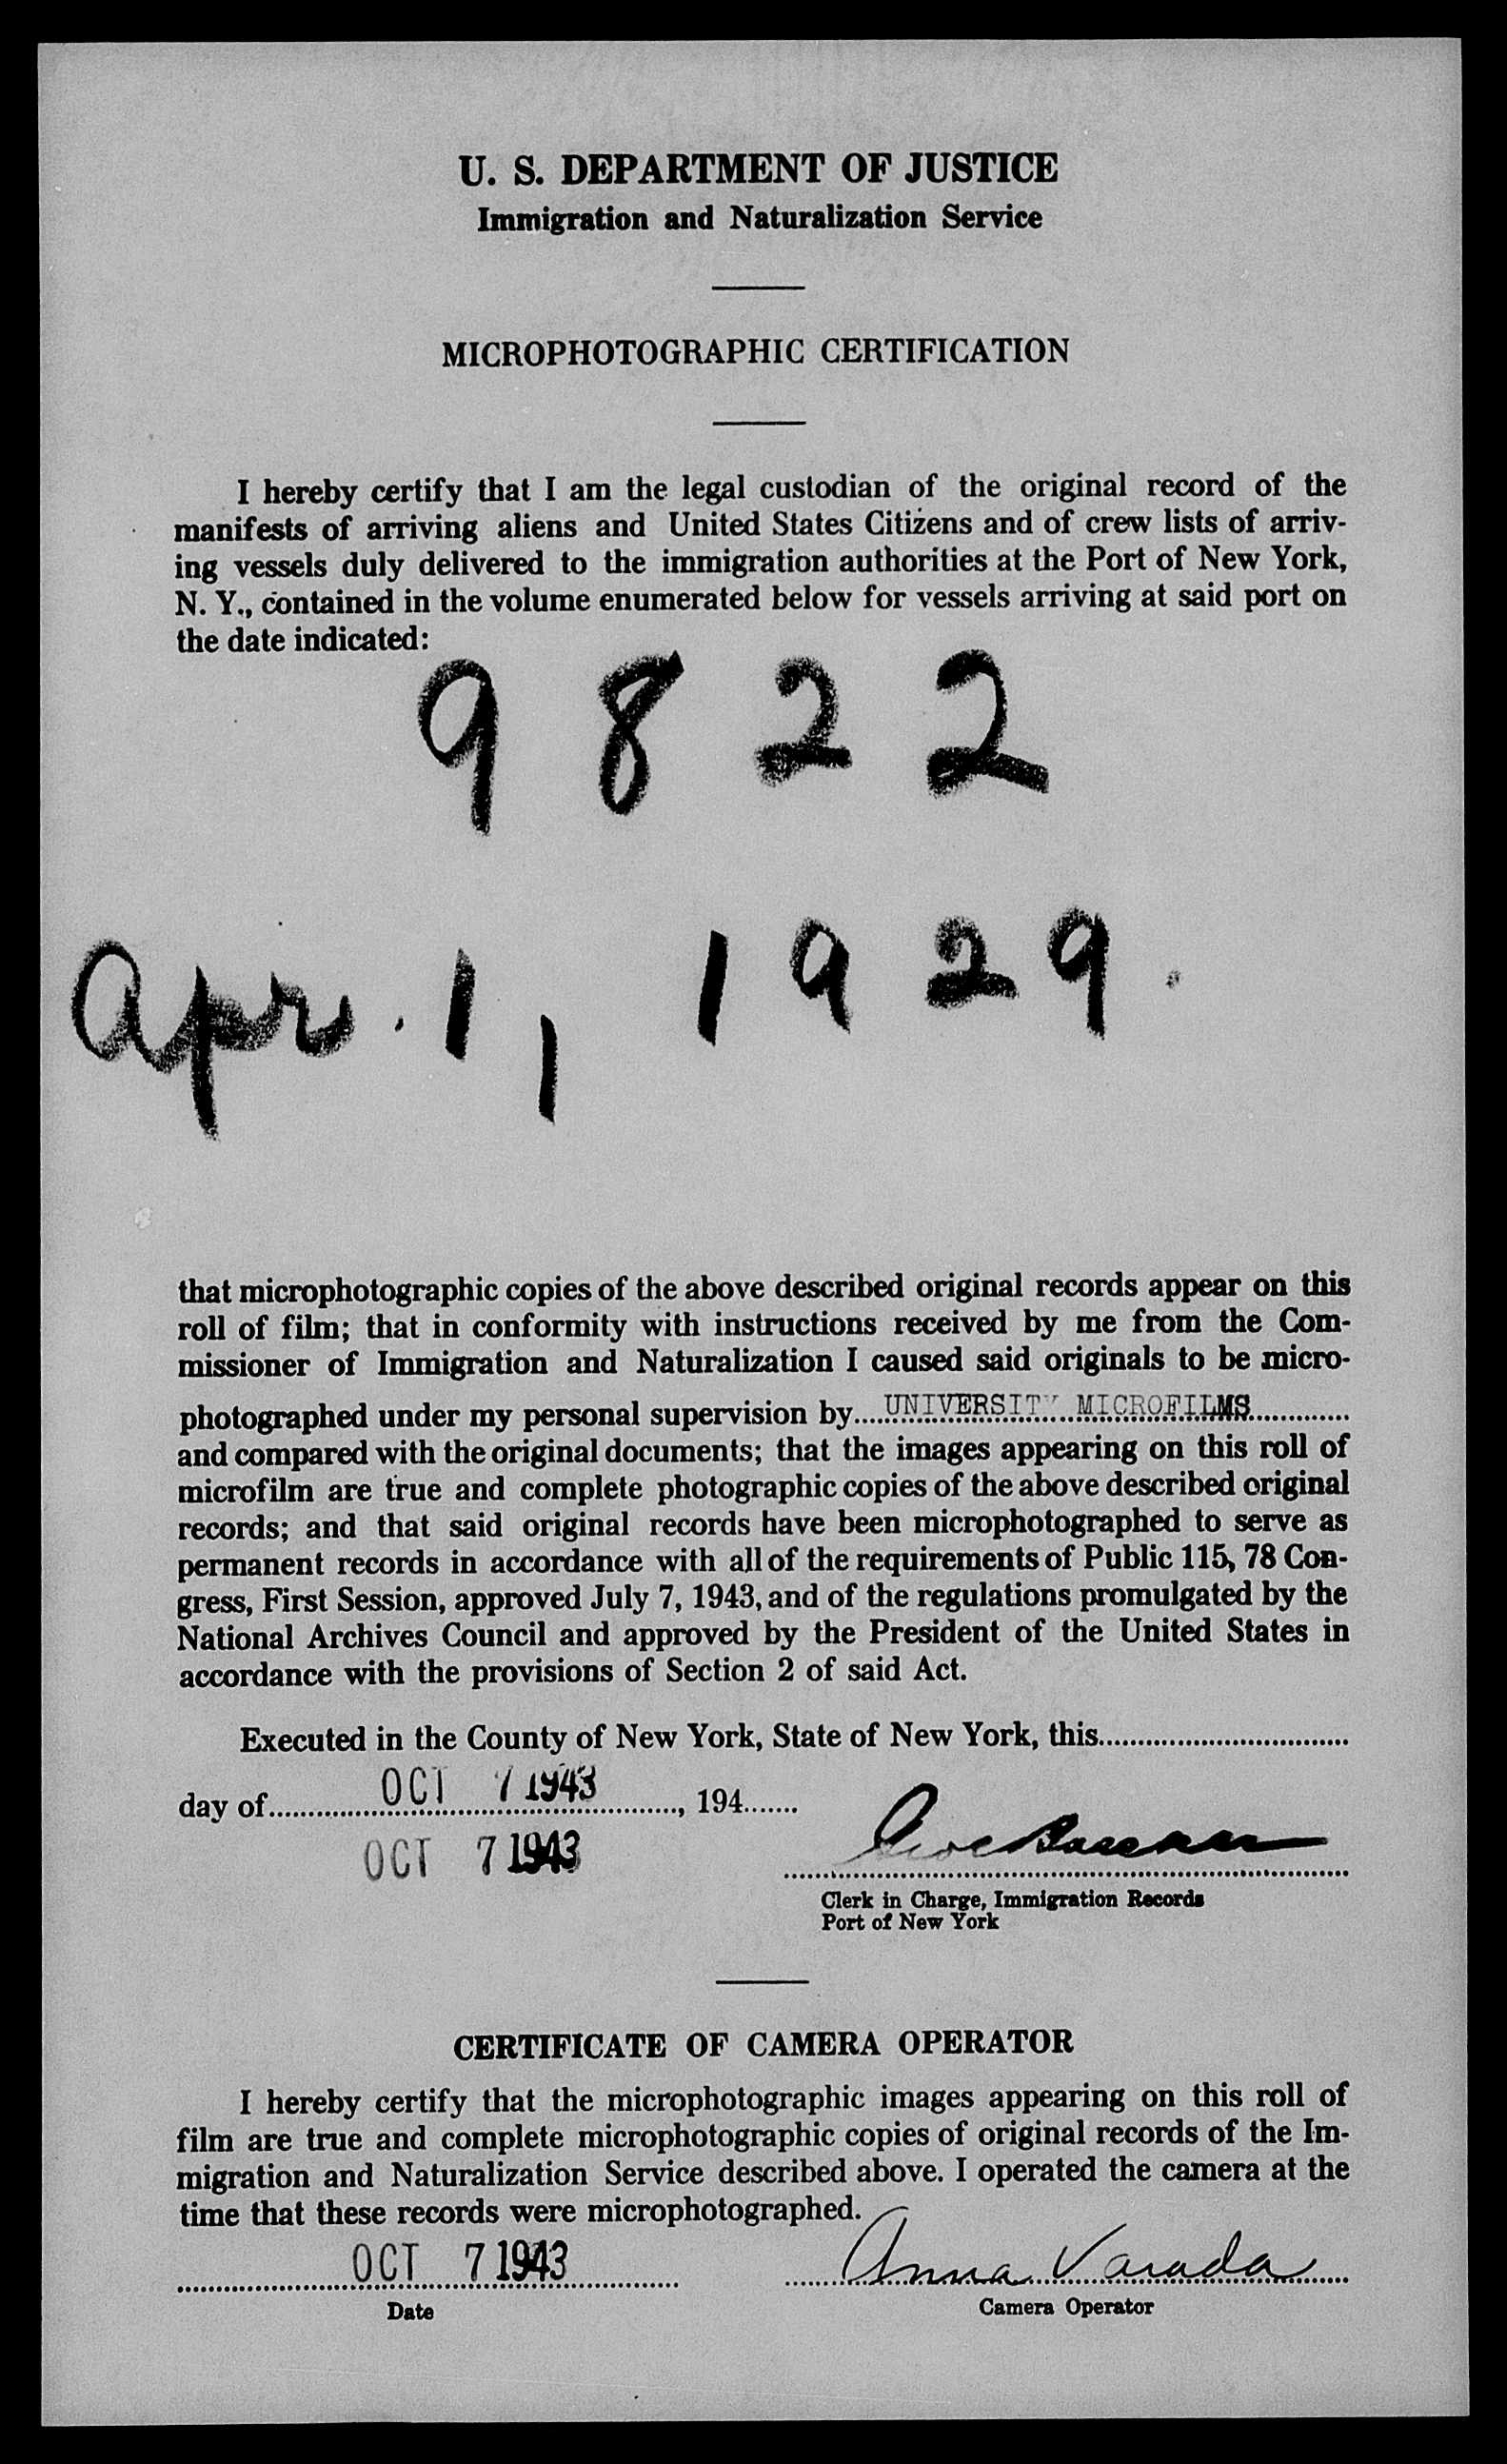 U. S. DEPARTMENT OF JUSTICE
Immigration and Naturalization Service
MICROPHOTOGRAPHIC CERTIFICATION
I hereby certify that I am the legal custodian of the original record of the
manifests of arriving aliens and United States Citizens and of crew lists of arriv-
ing vessels duly delivered to the immigration authorities at the Port of New York,
N. Y., contained in the volume enumerated below for vessels arriving at said port on
the date indicated:
9822
Apr. 1, 1929.
that microphotographic copies of the above described original records appear on this
roll of film; that in conformity with instructions received by me from the Com-
missioner of Immigration and Naturalization I caused said originals to be micro-
photographed under my personal supervision by....UNIVERSITY MICROFILMS............
and compared with the original documents; that the images appearing on this roll of
microfilm are true and complete photographic copies of the above described original
records; and that said original records have been microphotographed to serve as
permanent records in accordance with all of the requirements of Public 115, 78 Con-
gress, First Session, approved July 7, 1943, and of the regulations promulgated by the
National Archives Council and approved by the President of the United States in
accordance with the provisions of Section 2 of said Act.
Executed in the County of New York, State of New York, this................................
day of.............. OCT 7 1943 .........., 194.......
OCT 7 1943
Clerk in Charge, Immigration Records
Port of New York
CERTIFICATE OF CAMERA OPERATOR
I hereby certify that the microphotographic images appearing on this roll of
film are true and complete microphotographic copies of original records of the Im-
migration and Naturalization Service described above. I operated the camera at the
time that these records were microphotographed.
OCT 7 1943 Anna Varada
Date Camera Operator